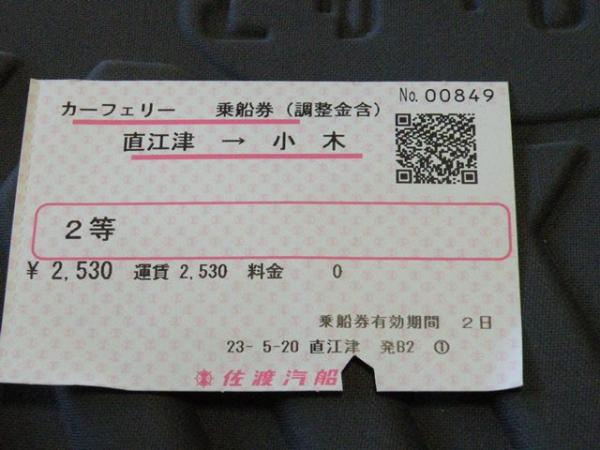 No. 00849
カーフェリー 乗船券（調整金含）
直江津 → 小 木
2等
¥ 2,530 運賃 2,530 料金 0
乗船券有効期間 2日
23- 5-20 直江津 発B2 ①
佐渡汽船